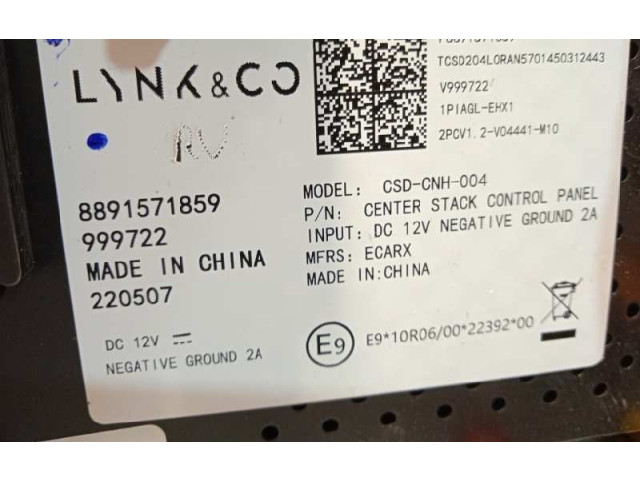 LYNK&CO
RV
8891571859
999722
MADE IN CHINA
220507
DC 12V
NEGATIVE GROUND 2A
TCSD204LORAN5701450312443
V999722
1PIAGL-EHX1
2PCV1.2-V04441-M10
MODEL: CSD-CNH-004
P/N: CENTER STACK CONTROL PANEL
INPUT: DC 12V NEGATIVE GROUND 2A
MFRS: ECARX
MADE IN:CHINA
E9
E9*10R06/00*22392*00